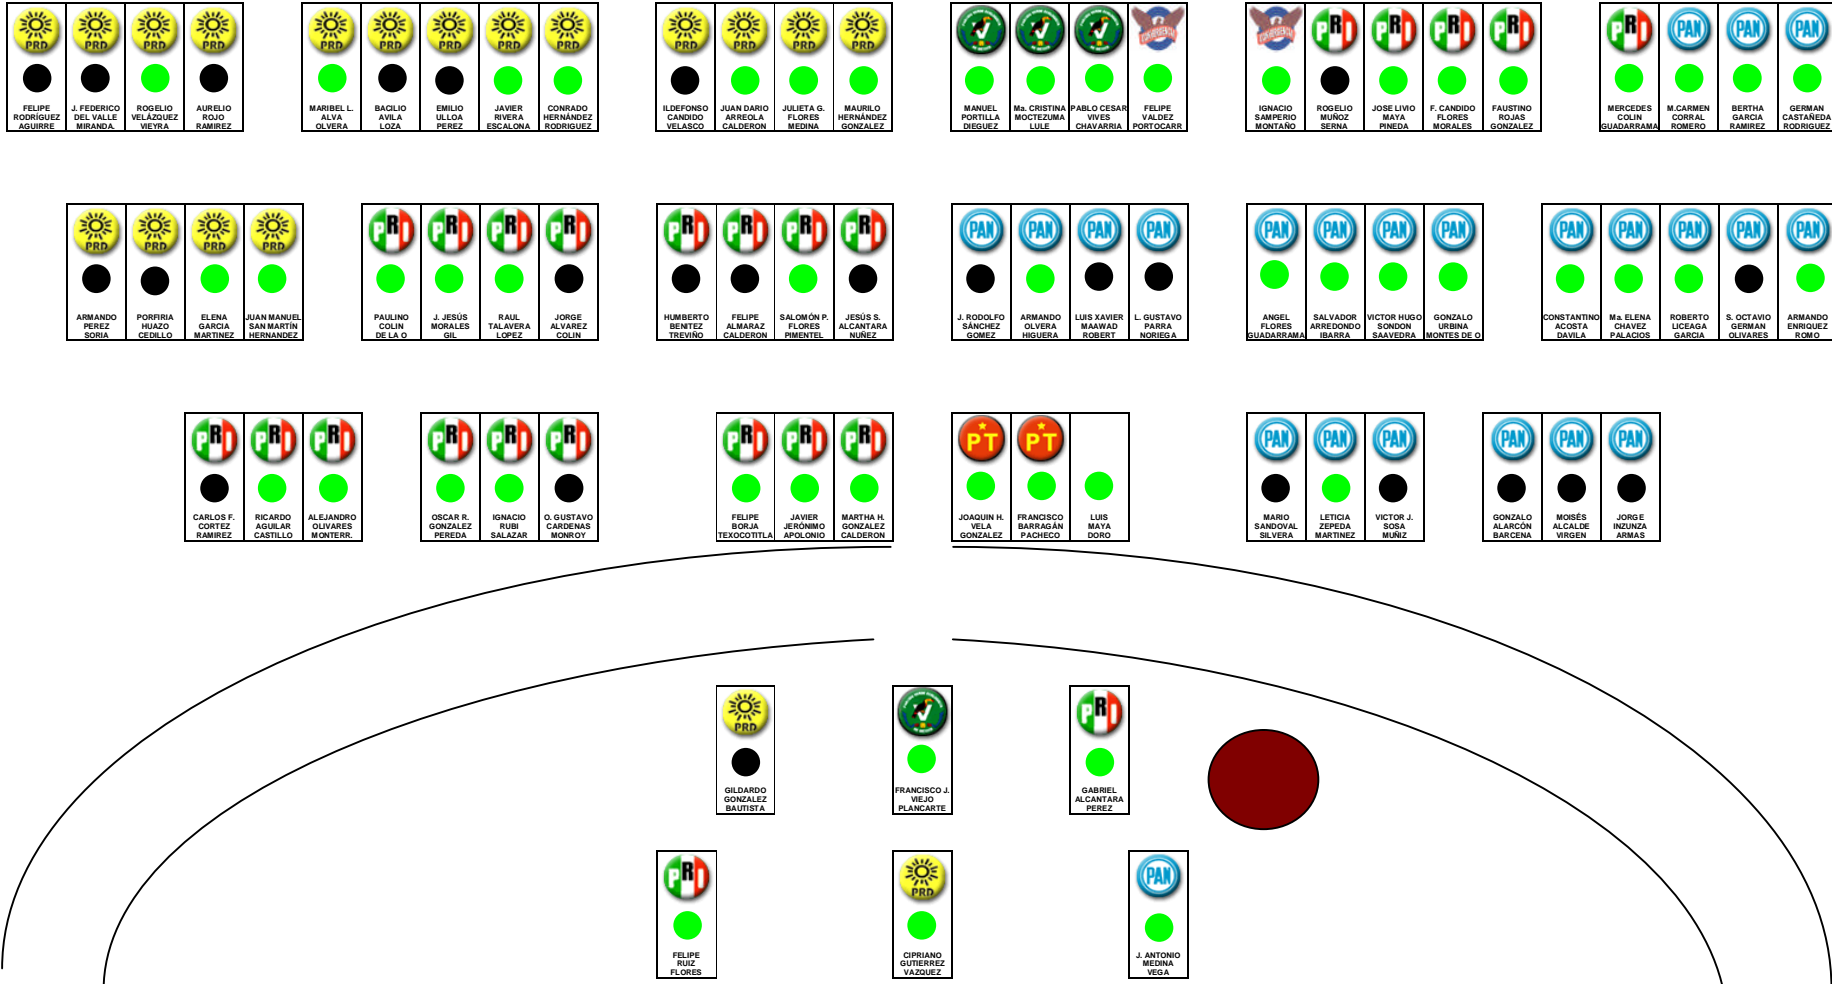 PRD PRD PRD PRD
FELIPE RODRÍGUEZ AGUIRRE
J. FEDERICO DEL VALLE MIRANDA.
ROGELIO VELÁZQUEZ VIEYRA
AURELIO ROJO RAMIREZ
PRD PRD PRD PRD PRD
MARIBEL L. ALVA OLVERA
BACILIO AVILA LOZA
EMILIO ULLOA PEREZ
JAVIER RIVERA ESCALONA
CONRADO HERNÁNDEZ RODRIGUEZ
PRD PRD PRD PRD
ILDEFONSO CANDIDO VELASCO
JUAN DARIO ARREOLA CALDERON
JULIETA G. FLORES MEDINA
MAURILO HERNÁNDEZ GONZALEZ
MANUEL PORTILLA DIEGUEZ
Ma. CRISTINA MOCTEZUMA LULE
PABLO CESAR VIVES CHAVARRIA
FELIPE VALDEZ PORTOCARR
PRI PRI PRI PRI
IGNACIO SAMPERIO MONTAÑO
ROGELIO MUÑOZ SERNA
JOSE LIVIO MAYA PINEDA
F. CANDIDO FLORES MORALES
FAUSTINO ROJAS GONZALEZ
PRI PAN PAN PAN
MERCEDES COLIN GUADARRAMA
M.CARMEN CORRAL ROMERO
BERTHA GARCIA RAMIREZ
GERMAN CASTAÑEDA RODRIGUEZ
PRD PRD PRD PRD
ARMANDO PEREZ SORIA
PORFIRIA HUAZO CEDILLO
ELENA GARCIA MARTINEZ
JUAN MANUEL SAN MARTÍN HERNANDEZ
PRI PRI PRI PRI
PAULINO COLIN DE LA O
J. JESÚS MORALES GIL
RAUL TALAVERA LOPEZ
JORGE ALVAREZ COLIN
PRI PRI PRI PRI
HUMBERTO BENITEZ TREVIÑO
FELIPE ALMARAZ CALDERON
SALOMÓN P. FLORES PIMENTEL
JESÚS S. ALCANTARA NUÑEZ
PAN PAN PAN PAN
J. RODOLFO SÁNCHEZ GOMEZ
ARMANDO OLVERA HIGUERA
LUIS XAVIER MAAWAD ROBERT
L. GUSTAVO PARRA NORIEGA
PAN PAN PAN PAN
ANGEL FLORES GUADARRAMA
SALVADOR ARREDONDO IBARRA
VICTOR HUGO SONDON SAAVEDRA
GONZALO URBINA MONTES DE O
PAN PAN PAN PAN PAN
CONSTANTINO ACOSTA DAVILA
Ma. ELENA CHAVEZ PALACIOS
ROBERTO LICEAGA GARCIA
S. OCTAVIO GERMAN OLIVARES
ARMANDO ENRIQUEZ ROMO
PRI PRI PRI
CARLOS F. CORTEZ RAMIREZ
RICARDO AGUILAR CASTILLO
ALEJANDRO OLIVARES MONTERR.
PRI PRI PRI
OSCAR R. GONZALEZ PEREDA
IGNACIO RUBI SALAZAR
O. GUSTAVO CARDENAS MONROY
PRI PRI PRI
FELIPE BORJA TEXOCOTITLA
JAVIER JERÓNIMO APOLONIO
MARTHA H. GONZALEZ CALDERON
PT PT
JOAQUIN H. VELA GONZALEZ
FRANCISCO BARRAGÁN PACHECO
LUIS MAYA DORO
PAN PAN PAN
MARIO SANDOVAL SILVERA
LETICIA ZEPEDA MARTINEZ
VICTOR J. SOSA MUÑIZ
PAN PAN PAN
GONZALO ALARCÓN BARCENA
MOISÉS ALCALDE VIRGEN
JORGE INZUNZA ARMAS
PRD
GILDARDO GONZALEZ BAUTISTA
FRANCISCO J. VIEJO PLANCARTE
PRI
GABRIEL ALCANTARA PEREZ
PRI
FELIPE RUIZ FLORES
PRD
CIPRIANO GUTIERREZ VAZQUEZ
PAN
J. ANTONIO MEDINA VEGA